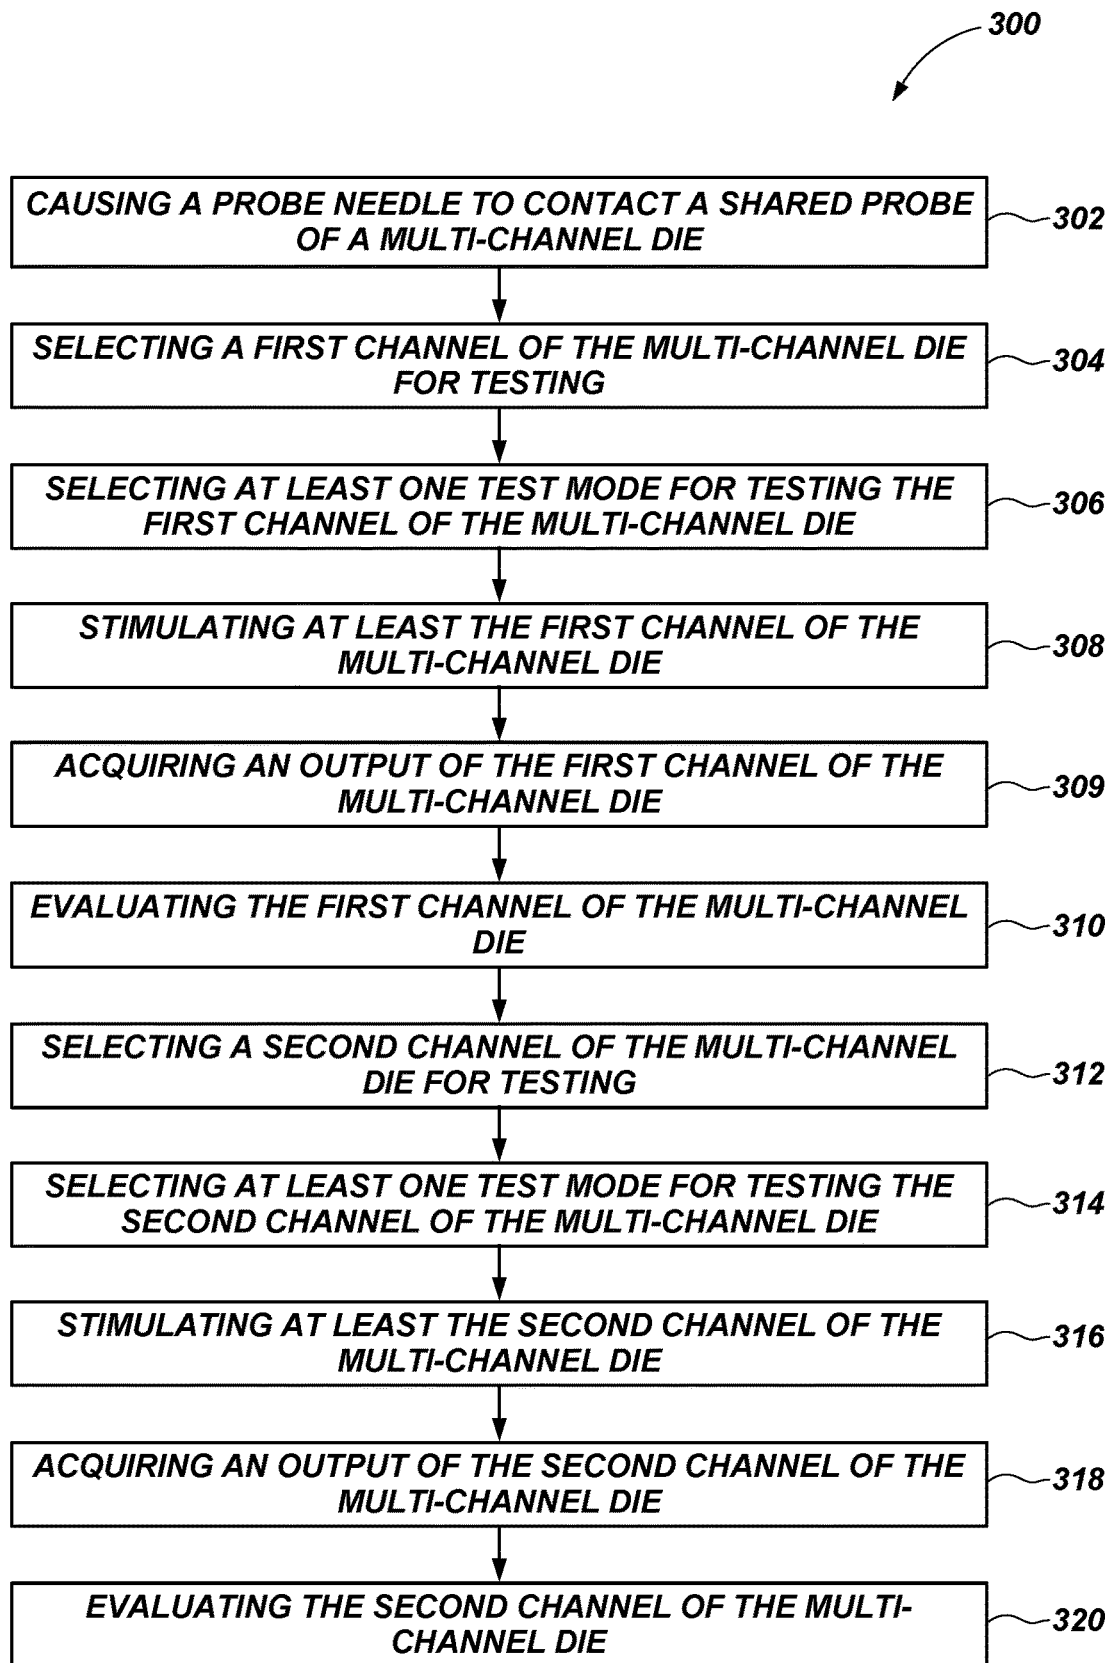 300
CAUSING A PROBE NEEDLE TO CONTACT A SHARED PROBE
OF A MULTI-CHANNEL DIE
302
SELECTING A FIRST CHANNEL OF THE MULTI-CHANNEL DIE
FOR TESTING
304
SELECTING AT LEAST ONE TEST MODE FOR TESTING THE
FIRST CHANNEL OF THE MULTI-CHANNEL DIE
306
STIMULATING AT LEAST THE FIRST CHANNEL OF THE
MULTI-CHANNEL DIE
308
ACQUIRING AN OUTPUT OF THE FIRST CHANNEL OF THE
MULTI-CHANNEL DIE
309
EVALUATING THE FIRST CHANNEL OF THE MULTI-CHANNEL
DIE
310
SELECTING A SECOND CHANNEL OF THE MULTI-CHANNEL
DIE FOR TESTING
312
SELECTING AT LEAST ONE TEST MODE FOR TESTING THE
SECOND CHANNEL OF THE MULTI-CHANNEL DIE
314
STIMULATING AT LEAST THE SECOND CHANNEL OF THE
MULTI-CHANNEL DIE
316
ACQUIRING AN OUTPUT OF THE SECOND CHANNEL OF THE
MULTI-CHANNEL DIE
318
EVALUATING THE SECOND CHANNEL OF THE MULTI-
CHANNEL DIE
320